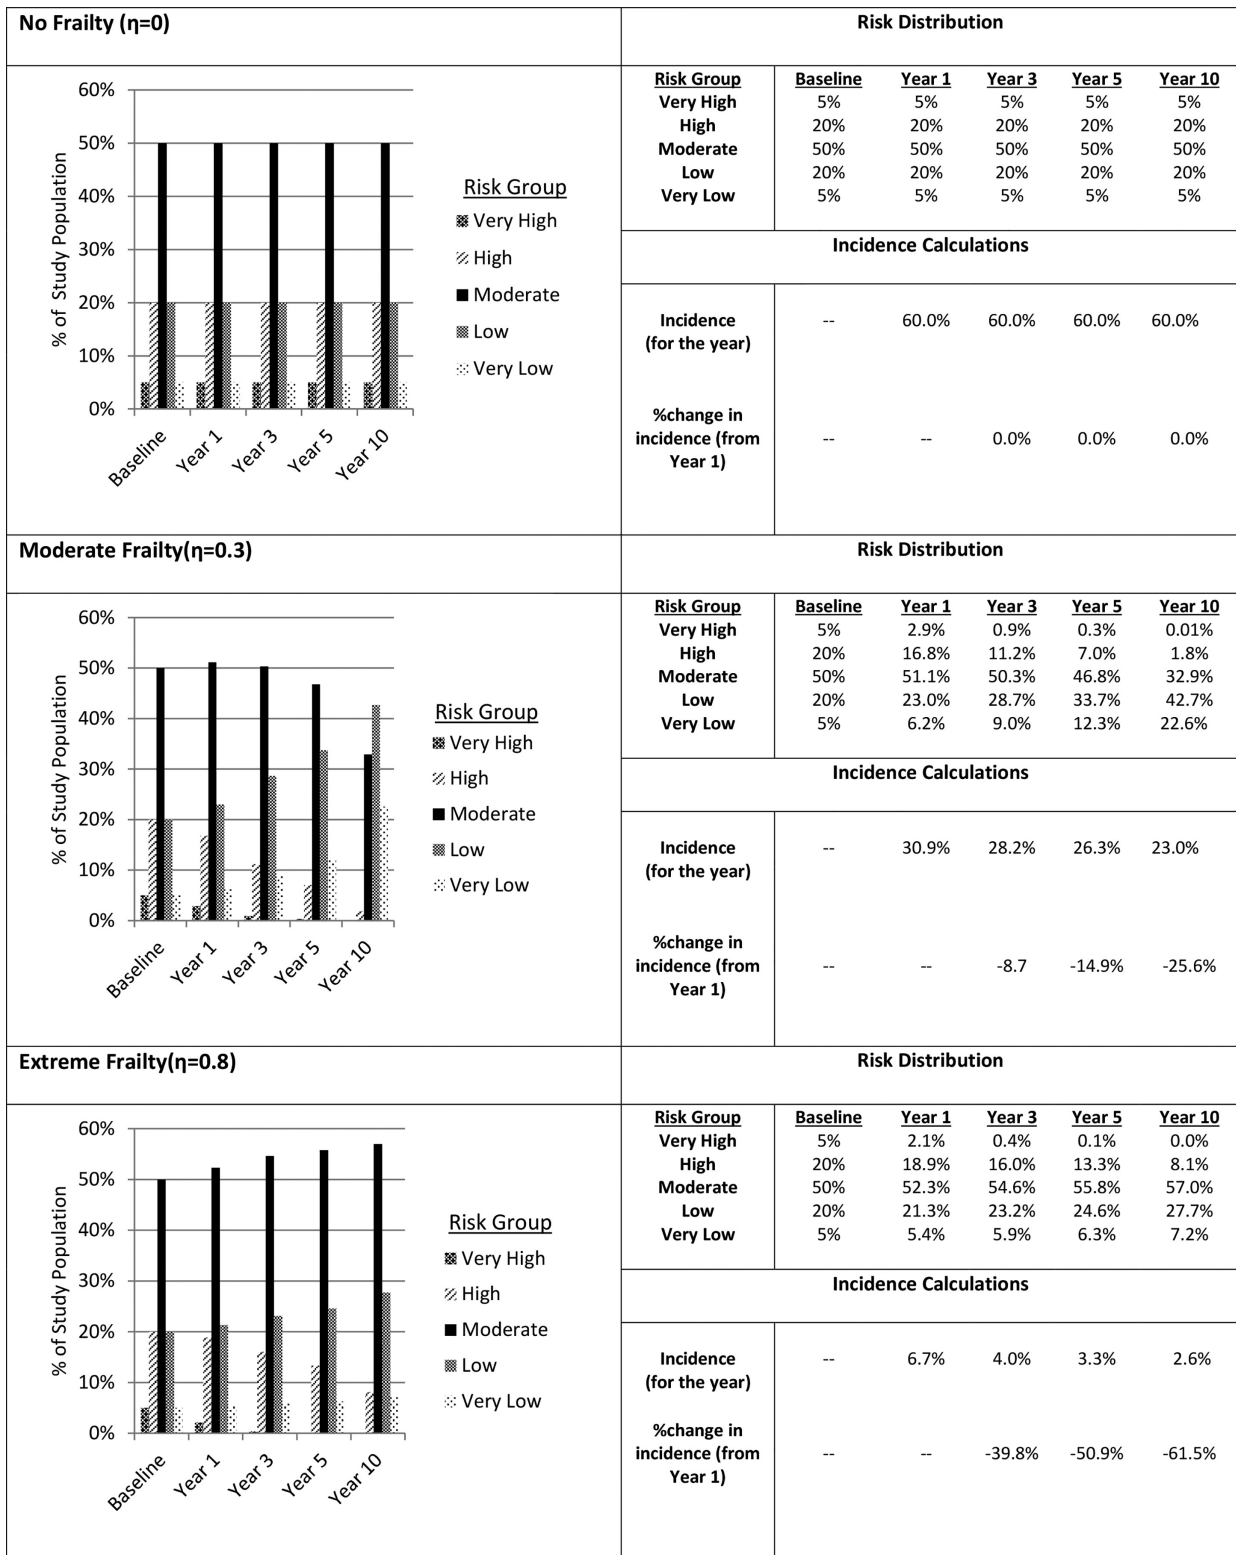 No Frailty (η=0)
Risk Distribution
60%
50%
40%
30%
20%
10%
0%
% of Study Population
Baseline
Year 1
Year 3
Year 5
Year 10
Risk Group
Very High
High
Moderate
Low
Very Low
Risk Group Baseline Year 1 Year 3 Year 5 Year 10
Very High 5% 5% 5% 5% 5%
High 20% 20% 20% 20% 20%
Moderate 50% 50% 50% 50% 50%
Low 20% 20% 20% 20% 20%
Very Low 5% 5% 5% 5% 5%
Incidence Calculations
Incidence
(for the year) -- 60.0% 60.0% 60.0% 60.0%
%change in
incidence (from -- -- 0.0% 0.0% 0.0%
Year 1)
Moderate Frailty(η=0.3)
Risk Distribution
60%
50%
40%
30%
20%
10%
0%
% of Study Population
Baseline
Year 1
Year 3
Year 5
Year 10
Risk Group
Very High
High
Moderate
Low
Very Low
Risk Group Baseline Year 1 Year 3 Year 5 Year 10
Very High 5% 2.9% 0.9% 0.3% 0.01%
High 20% 16.8% 11.2% 7.0% 1.8%
Moderate 50% 51.1% 50.3% 46.8% 32.9%
Low 20% 23.0% 28.7% 33.7% 42.7%
Very Low 5% 6.2% 9.0% 12.3% 22.6%
Incidence Calculations
Incidence
(for the year) -- 30.9% 28.2% 26.3% 23.0%
%change in
incidence (from -- -- -8.7 -14.9% -25.6%
Year 1)
Extreme Frailty(η=0.8)
Risk Distribution
60%
50%
40%
30%
20%
10%
0%
% of Study Population
Baseline
Year 1
Year 3
Year 5
Year 10
Risk Group
Very High
High
Moderate
Low
Very Low
Risk Group Baseline Year 1 Year 3 Year 5 Year 10
Very High 5% 2.1% 0.4% 0.1% 0.0%
High 20% 18.9% 16.0% 13.3% 8.1%
Moderate 50% 52.3% 54.6% 55.8% 57.0%
Low 20% 21.3% 23.2% 24.6% 27.7%
Very Low 5% 5.4% 5.9% 6.3% 7.2%
Incidence Calculations
Incidence
(for the year) -- 6.7% 4.0% 3.3% 2.6%
%change in
incidence (from -- -- -39.8% -50.9% -61.5%
Year 1)